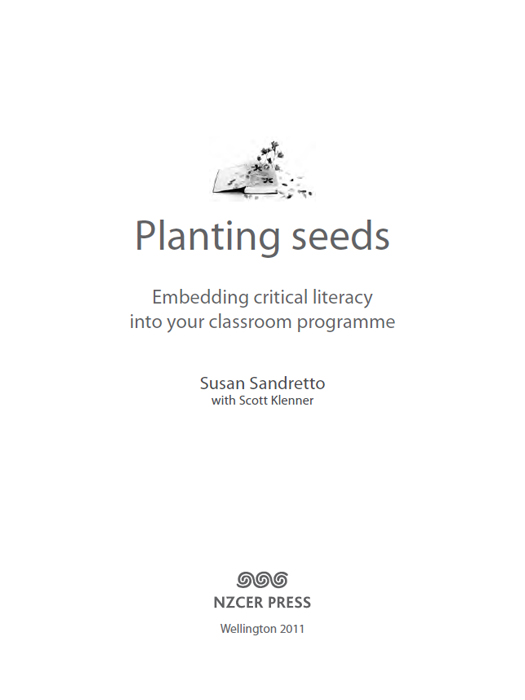 Planting seeds
Embedding critical literacy
into your classroom programme
Susan Sandretto
with Scott Klenner
NZCER PRESS
Wellington 2011